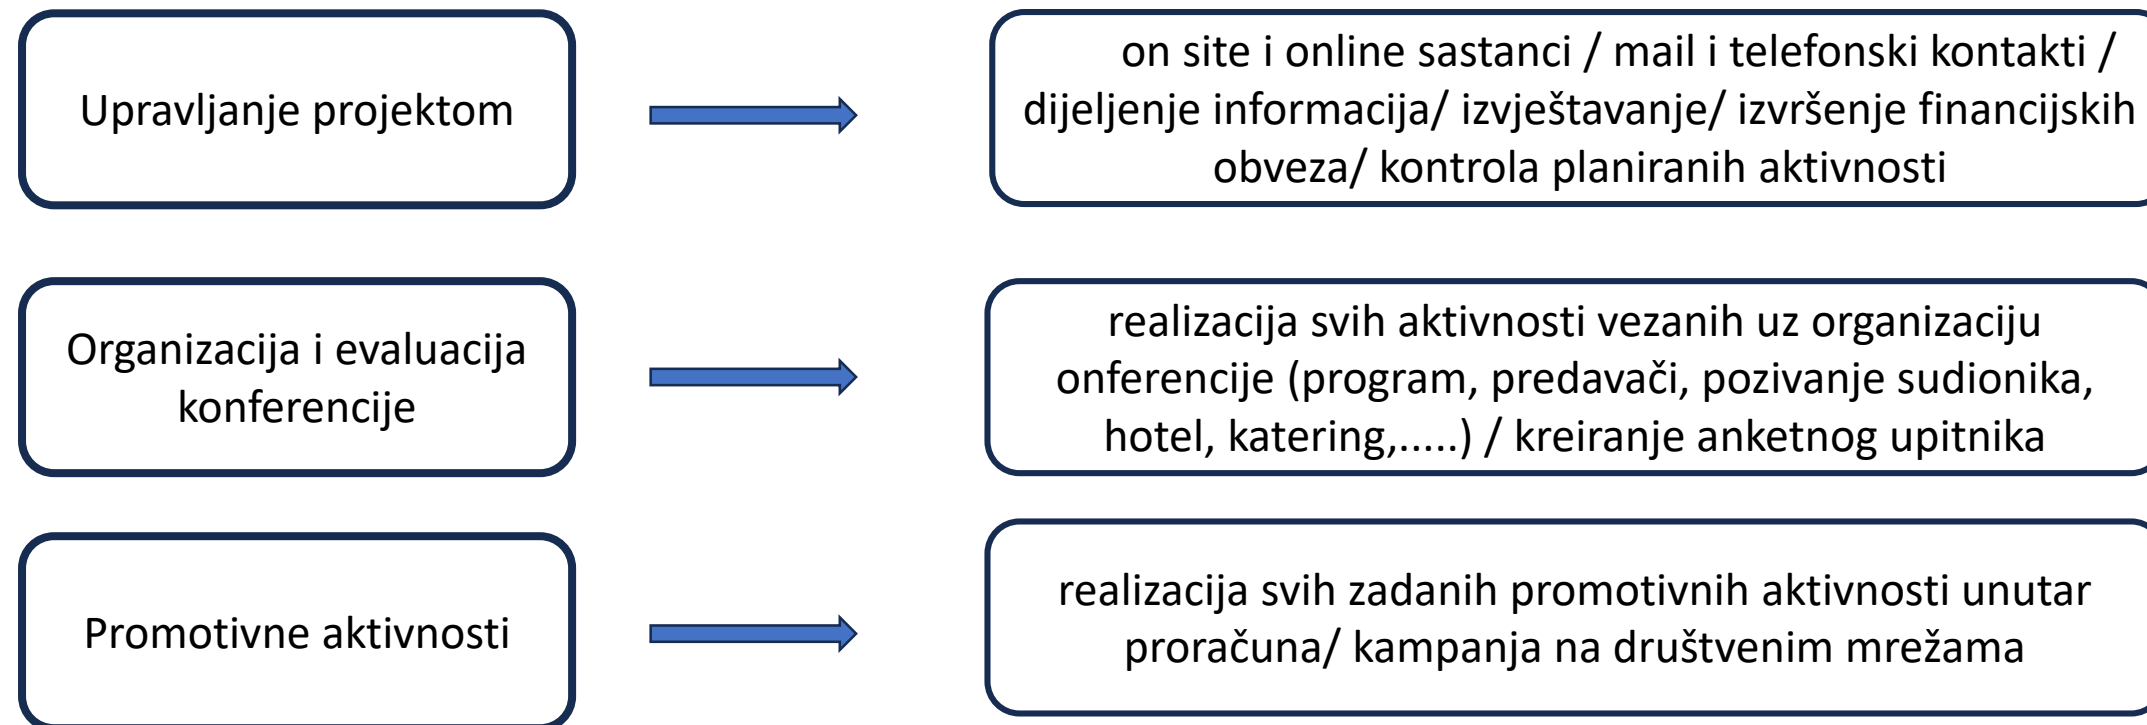 Upravljanje projektom
on site i online sastanci / mail i telefonski kontakti /
dijeljenje informacija/ izvještavanje/ izvršenje financijskih
obveza/ kontrola planiranih aktivnosti
Organizacija i evaluacija
konferencije
realizacija svih aktivnosti vezanih uz organizaciju
onferencije (program, predavači, pozivanje sudionika,
hotel, katering,.....) / kreiranje anketnog upitnika
Promotivne aktivnosti
realizacija svih zadanih promotivnih aktivnosti unutar
proračuna/ kampanja na društvenim mrežama